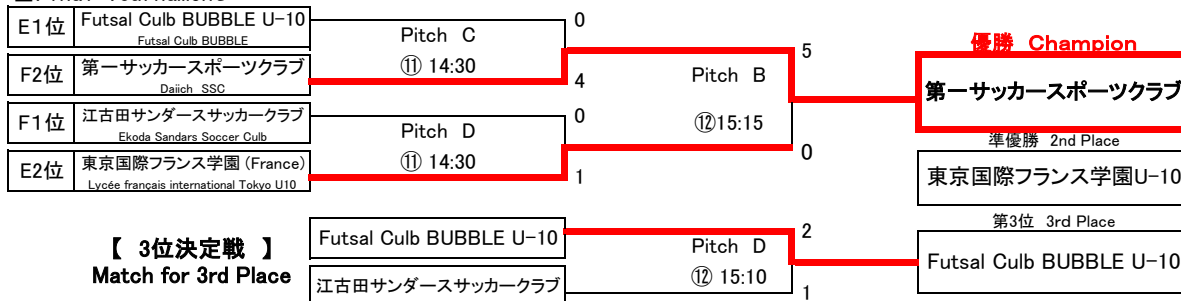 E1位 Futsal Culb BUBBLE U-10
Futsal Culb BUBBLE
F2位 第一サッカースポーツクラブ
Daiich SSC
F1位 江古田サンダースサッカークラブ
Ekoda Sandars Soccer Culb
E2位 東京国際フランス学園 (France)
Lycée français international Tokyo U10
Pitch C
⑪ 14:30
0
4
Pitch D
⑪ 14:30
0
1
Pitch B
⑫15:15
5
0
優勝 Champion
第一サッカースポーツクラブ
準優勝 2nd Place
東京国際フランス学園U-10
第3位 3rd Place
Futsal Culb BUBBLE U-10
【 3位決定戦 】
Match for 3rd Place
Futsal Culb BUBBLE U-10
江古田サンダースサッカークラブ
Pitch D
⑫ 15:10
2
1